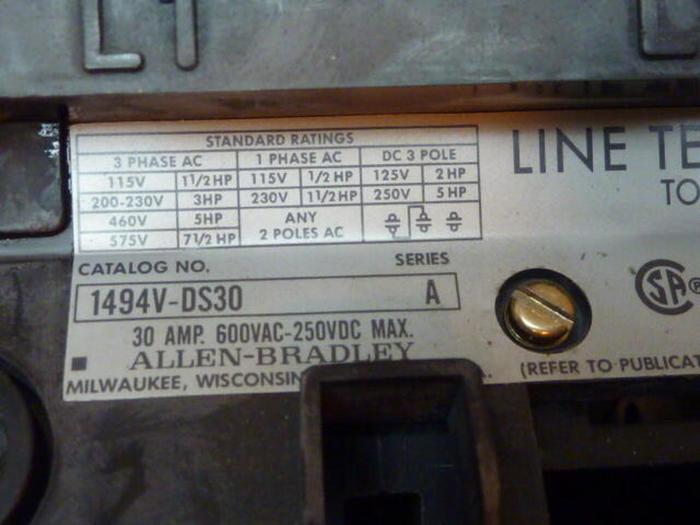 L1
STANDARD RATINGS
3 PHASE AC 1 PHASE AC DC 3 POLE
115V 1 1/2 HP 115V 1/2 HP 125V 2 HP
200-230V 3HP 230V 1 1/2 HP 250V 5 HP
460V 5HP ANY
575V 7 1/2 HP 2 POLES AC
LINE TE
TO
CATALOG NO. SERIES
1494V-DS30 A
30 AMP. 600VAC-250VDC MAX.
ALLEN-BRADLEY
MILWAUKEE, WISCONSIN
SA ®
(REFER TO PUBLICAT